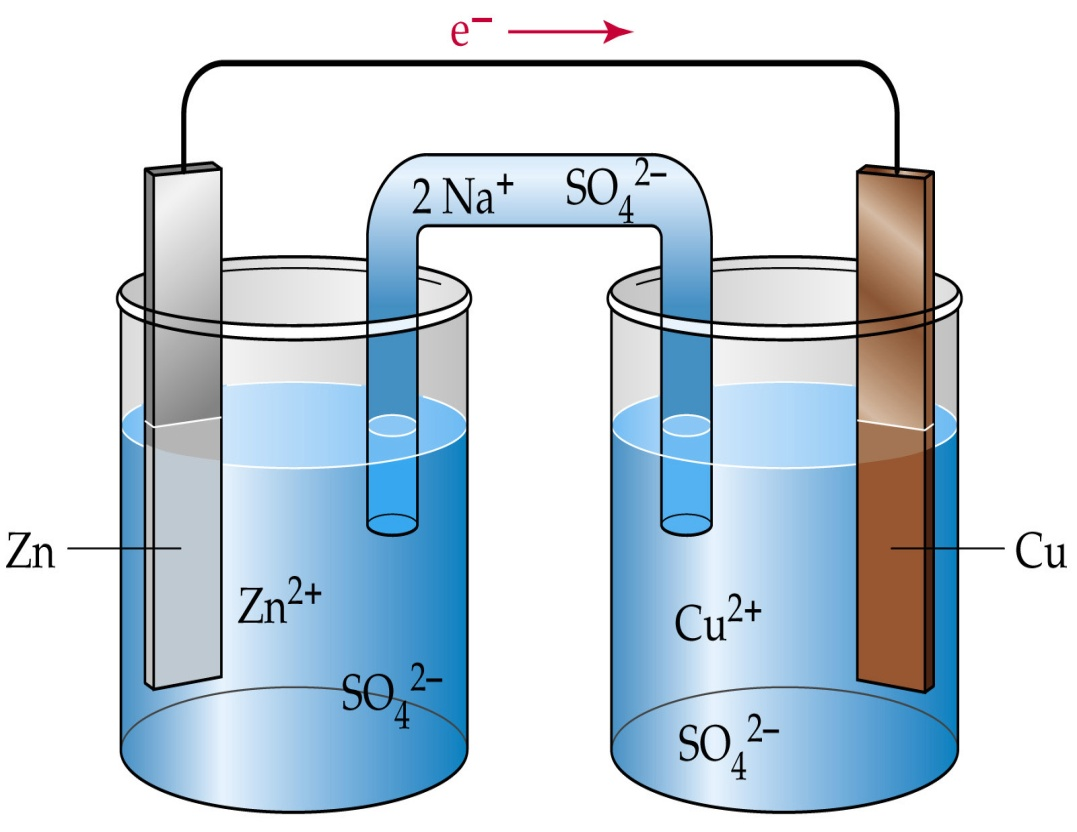 e⁻
2 Na⁺ SO₄²⁻
Zn
Cu
Zn²⁺
Cu²⁺
SO₄²⁻
SO₄²⁻